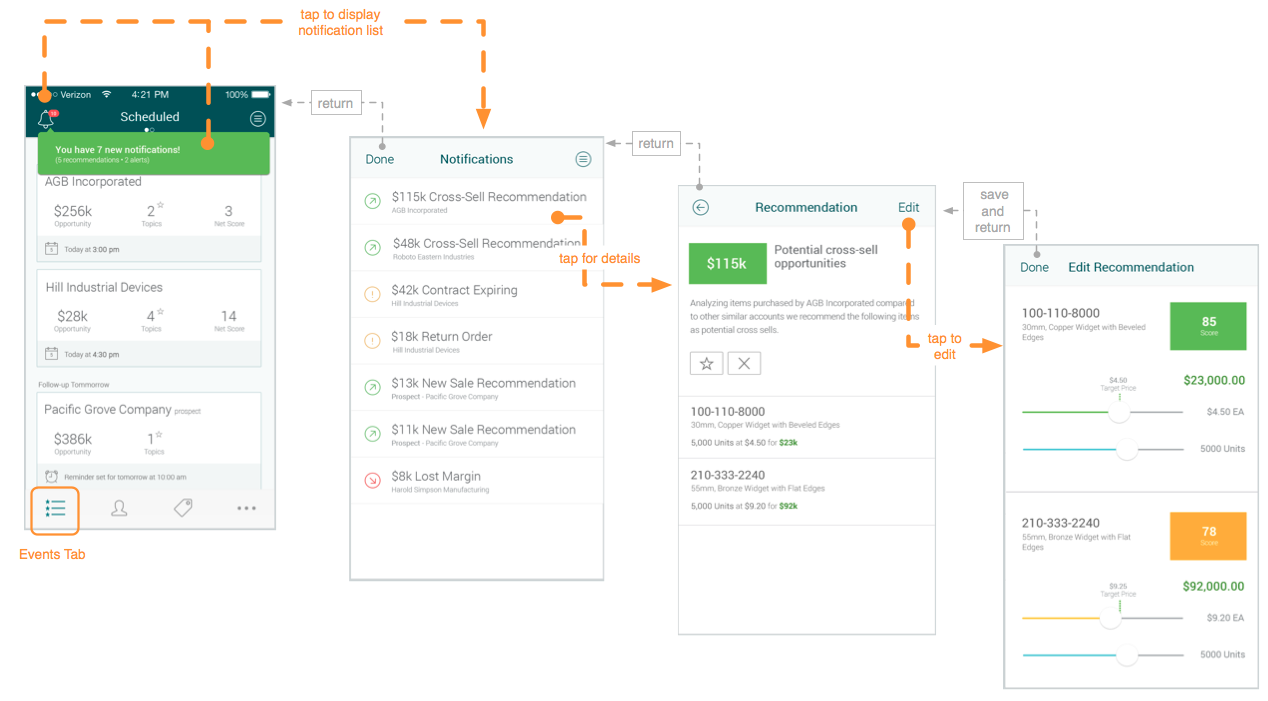 tap to display
notification list
Verizon 4:21 PM 100%
Scheduled
You have 7 new notifications!
(5 recommendations • 2 alerts)
AGB Incorporated
$256k 2 3
Opportunity Topics Net Score
Today at 3:00 pm
Hill Industrial Devices
$28k 4 14
Opportunity Topics Net Score
Today at 4:30 pm
Follow-up Tommorrow
Pacific Grove Company prospect
$386k 1
Opportunity Topics
Reminder set for tomorrow at 10:00 am
Events Tab
return
Done Notifications
$115k Cross-Sell Recommendation
AGB Incorporated
$48k Cross-Sell Recommendation
Roboto Eastern Industries
$42k Contract Expiring
Hill Industrial Devices
$18k Return Order
Hill Industrial Devices
$13k New Sale Recommendation
Prospect - Pacific Grove Company
$11k New Sale Recommendation
Prospect - Pacific Grove Company
$8k Lost Margin
Harold Simpson Manufacturing
tap for details
return
Recommendation Edit
$115k
Potential cross-sell
opportunities
Analyzing items purchased by AGB Incorporated compared
to other similar accounts we recommend the following items
as potential cross sells.
100-110-8000
30mm, Copper Widget with Beveled Edges
5,000 Units at $4.50 for $23k
210-333-2240
55mm, Bronze Widget with Flat Edges
5,000 Units at $9.20 for $92k
tap to
edit
save
and
return
Done Edit Recommendation
100-110-8000
30mm, Copper Widget with Beveled
Edges
85
Score
$4.50
Target Price
$23,000.00
$4.50 EA
5000 Units
210-333-2240
55mm, Bronze Widget with Flat
Edges
78
Score
$9.25
Target Price
$92,000.00
$9.20 EA
5000 Units